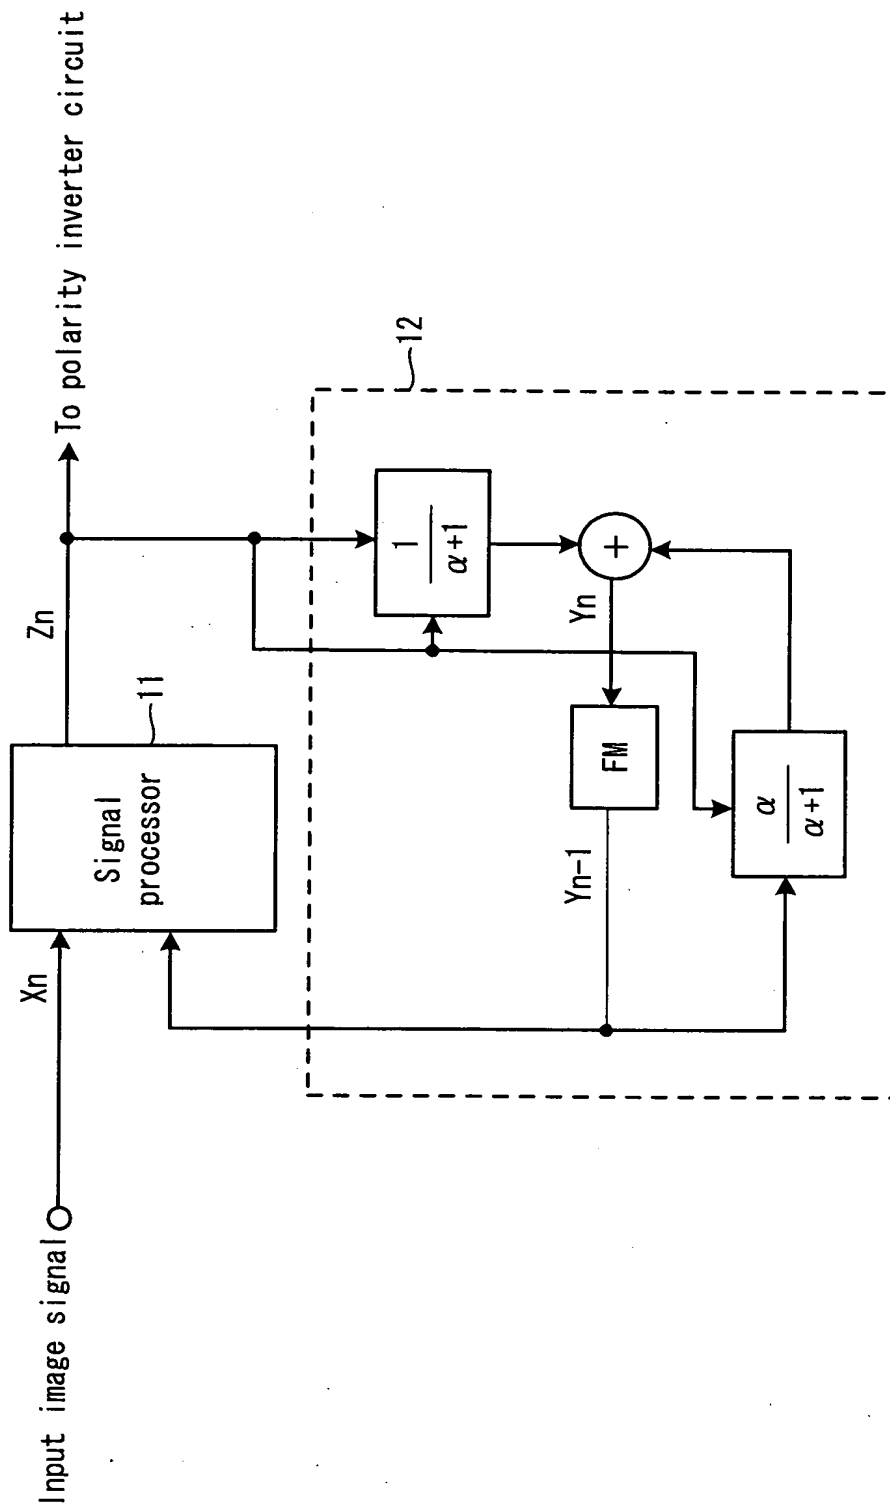 Input image signal
Xn
Signal
processor
11
Zn
To polarity inverter circuit
12
1
α+1
+
Yn
FM
Yn-1
α
α+1